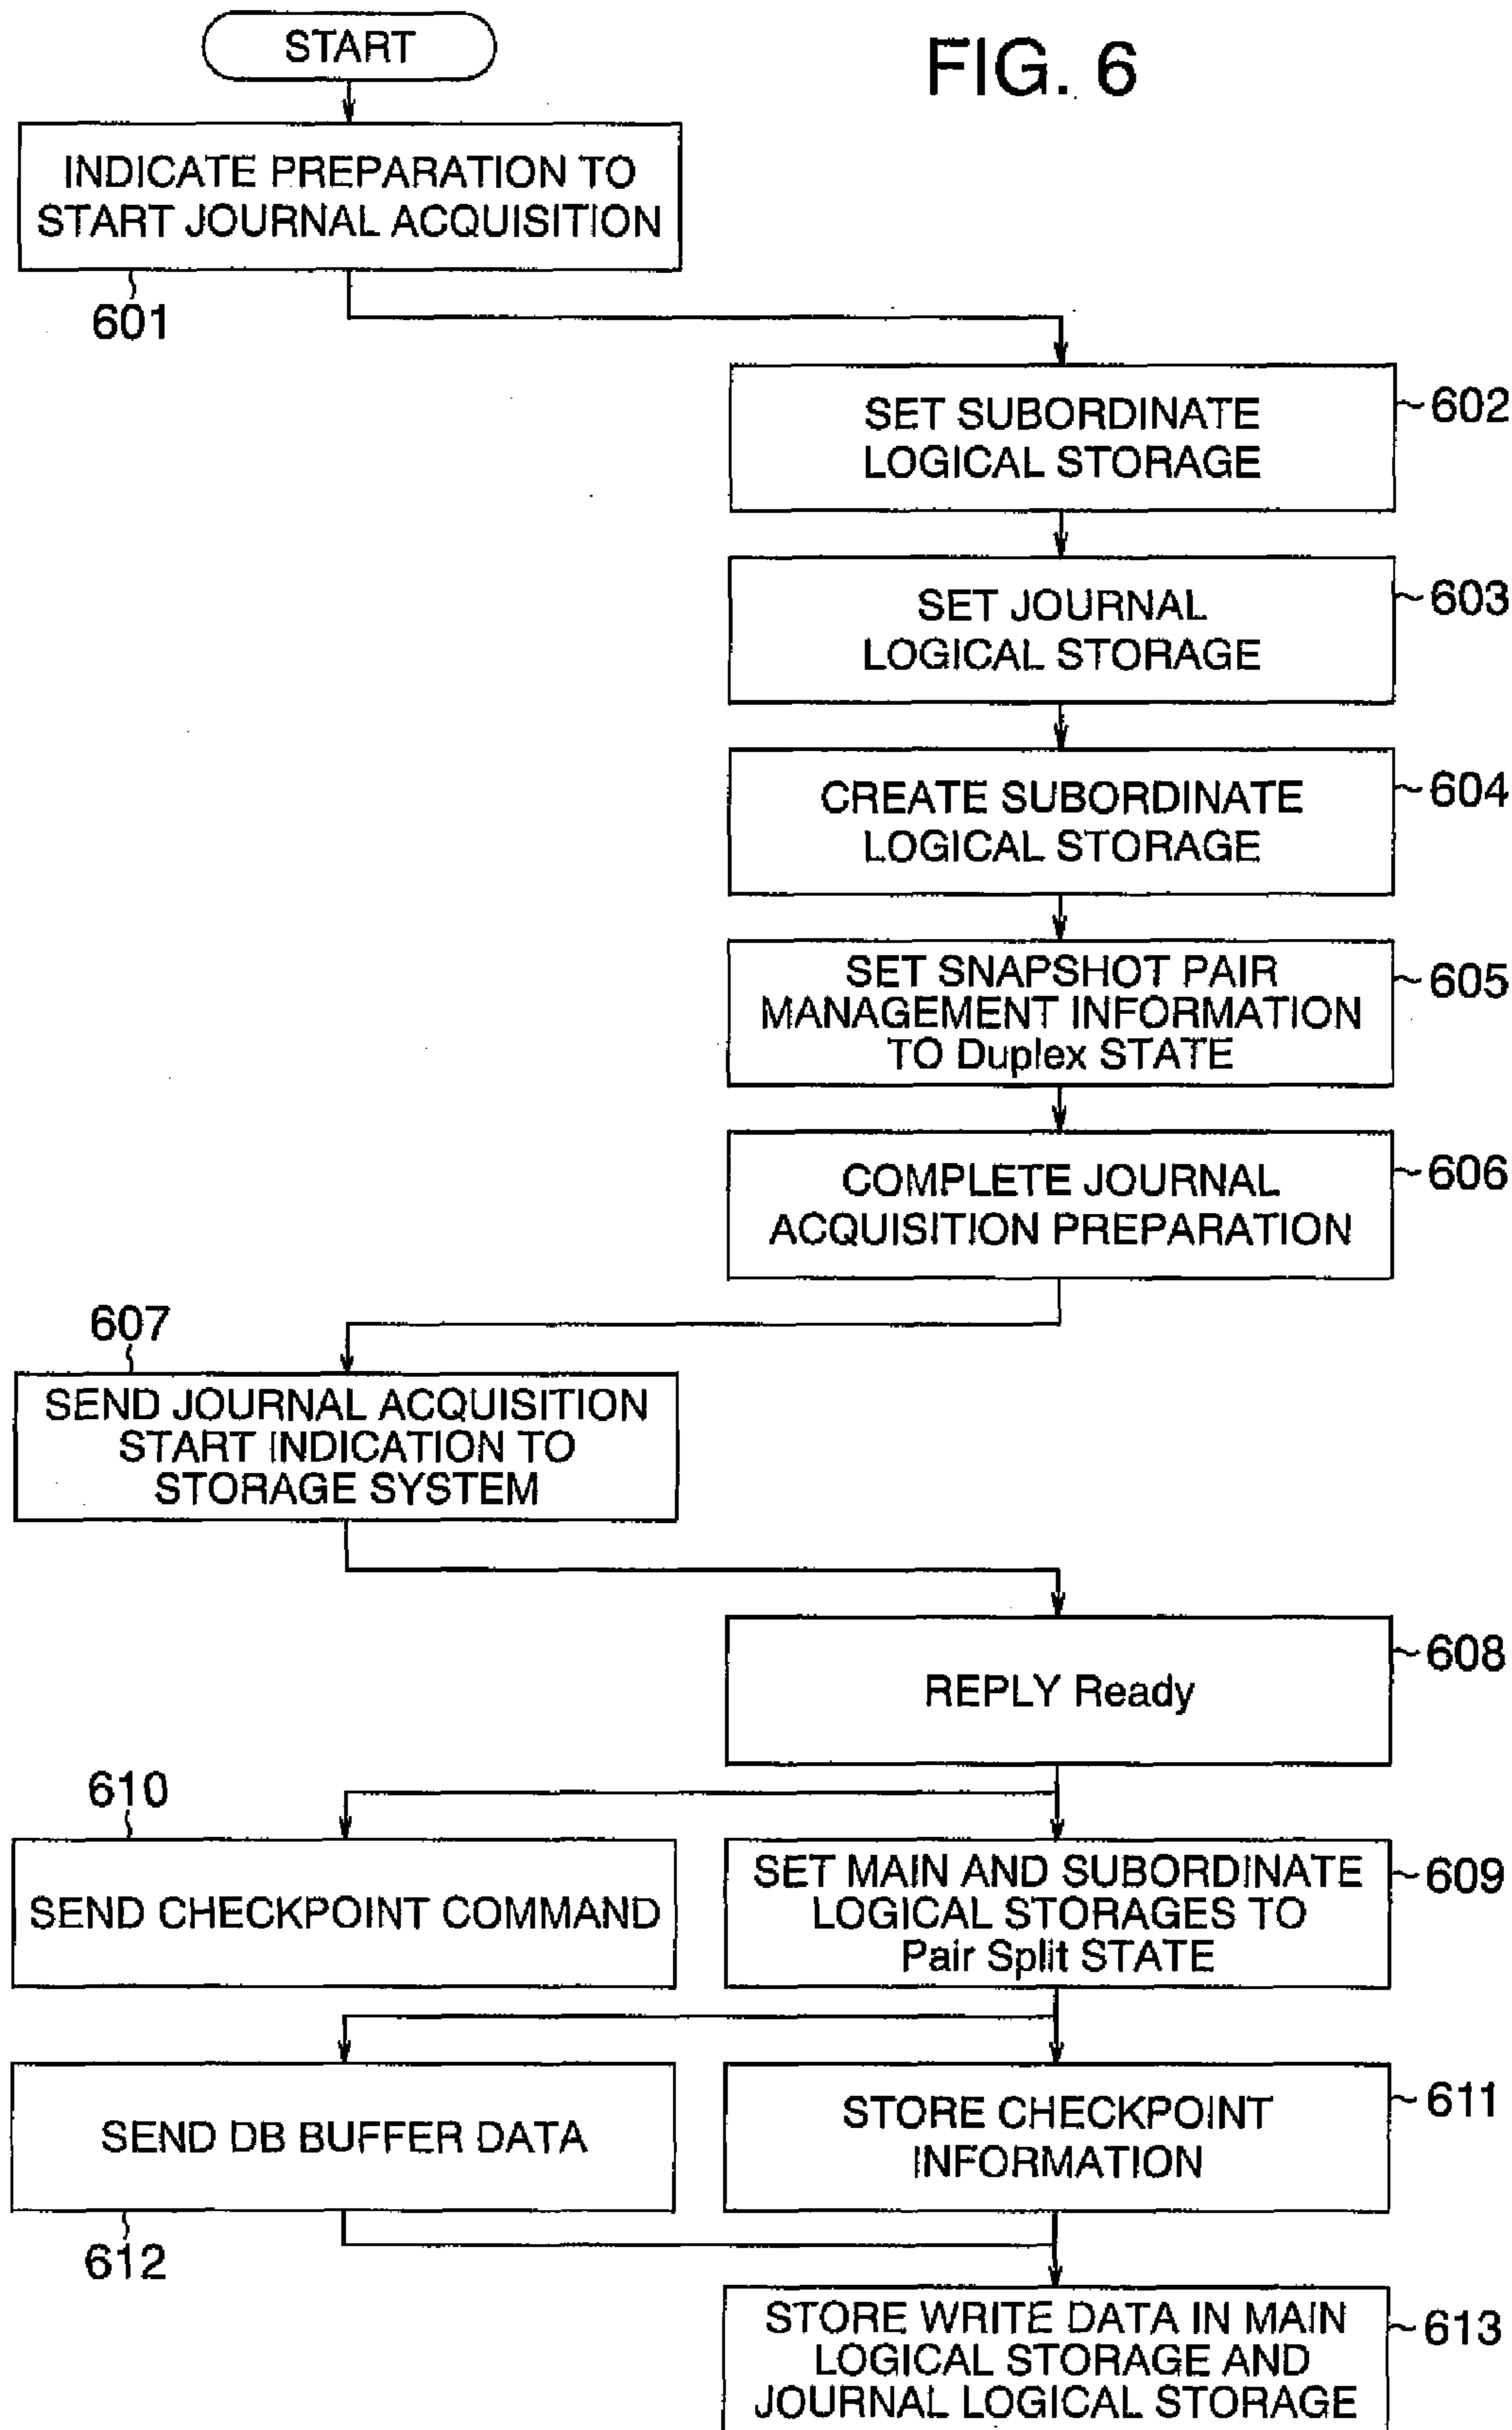 START
FIG. 6
INDICATE PREPARATION TO
START JOURNAL ACQUISITION
601
SET SUBORDINATE
LOGICAL STORAGE
602
SET JOURNAL
LOGICAL STORAGE
603
CREATE SUBORDINATE
LOGICAL STORAGE
604
SET SNAPSHOT PAIR
MANAGEMENT INFORMATION
TO Duplex STATE
605
COMPLETE JOURNAL
ACQUISITION PREPARATION
606
607
SEND JOURNAL ACQUISITION
START INDICATION TO
STORAGE SYSTEM
REPLY Ready
608
610
SEND CHECKPOINT COMMAND
SET MAIN AND SUBORDINATE
LOGICAL STORAGES TO
Pair Split STATE
609
SEND DB BUFFER DATA
612
STORE CHECKPOINT
INFORMATION
611
STORE WRITE DATA IN MAIN
LOGICAL STORAGE AND
JOURNAL LOGICAL STORAGE
613